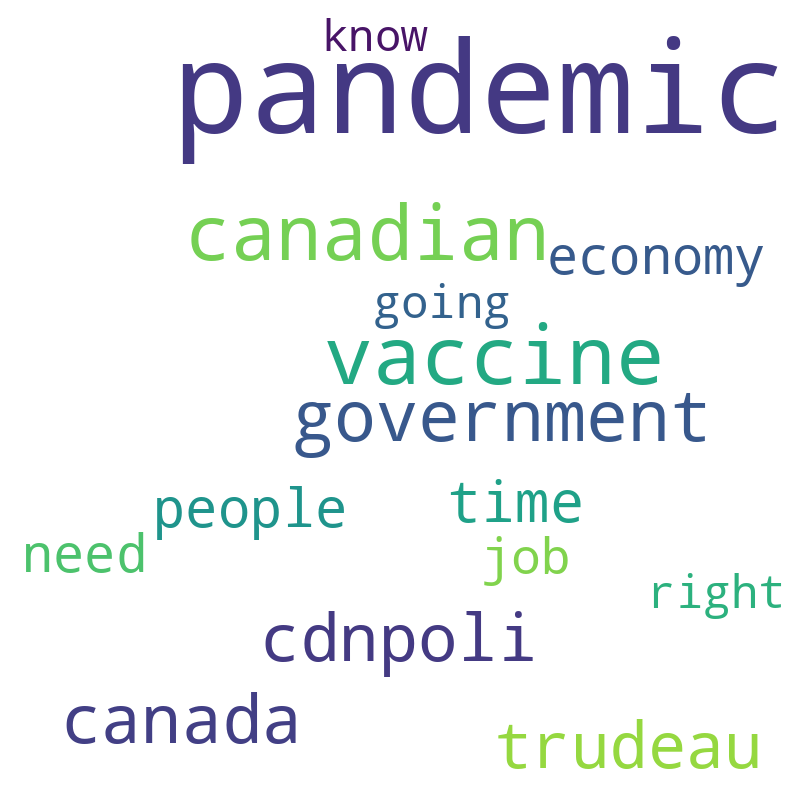 know
pandemic
canadian
economy
going
vaccine
government
people
time
need
job
right
cdnpoli
canada
trudeau